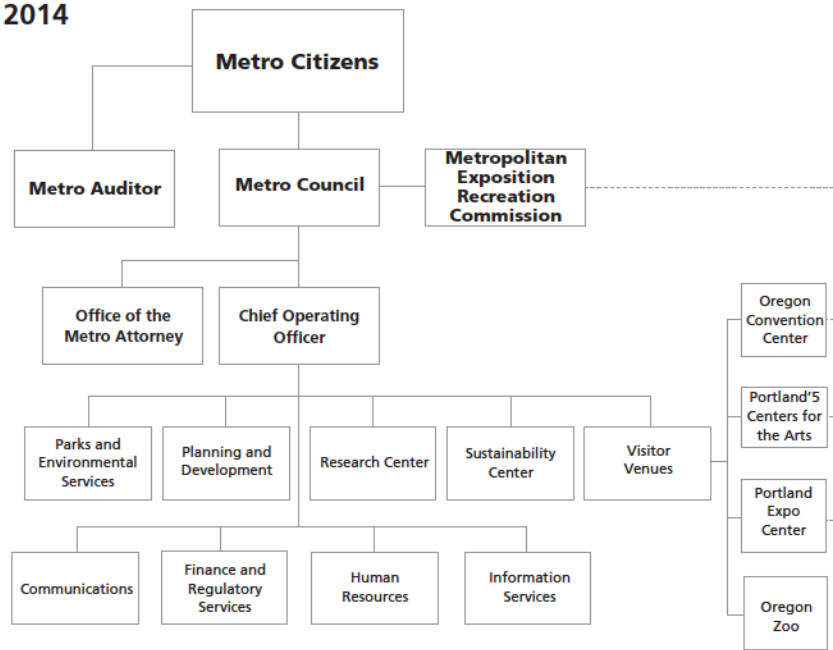 2014
Metro Citizens
Metro Auditor
Metro Council
Metropolitan
Exposition
Recreation
Commission
Office of the
Metro Attorney
Chief Operating
Officer
Oregon
Convention
Center
Portland'5
Centers for
the Arts
Portland
Expo
Center
Oregon
Zoo
Parks and
Environmental
Services
Planning and
Development
Research Center
Sustainability
Center
Visitor
Venues
Communications
Finance and
Regulatory
Services
Human
Resources
Information
Services